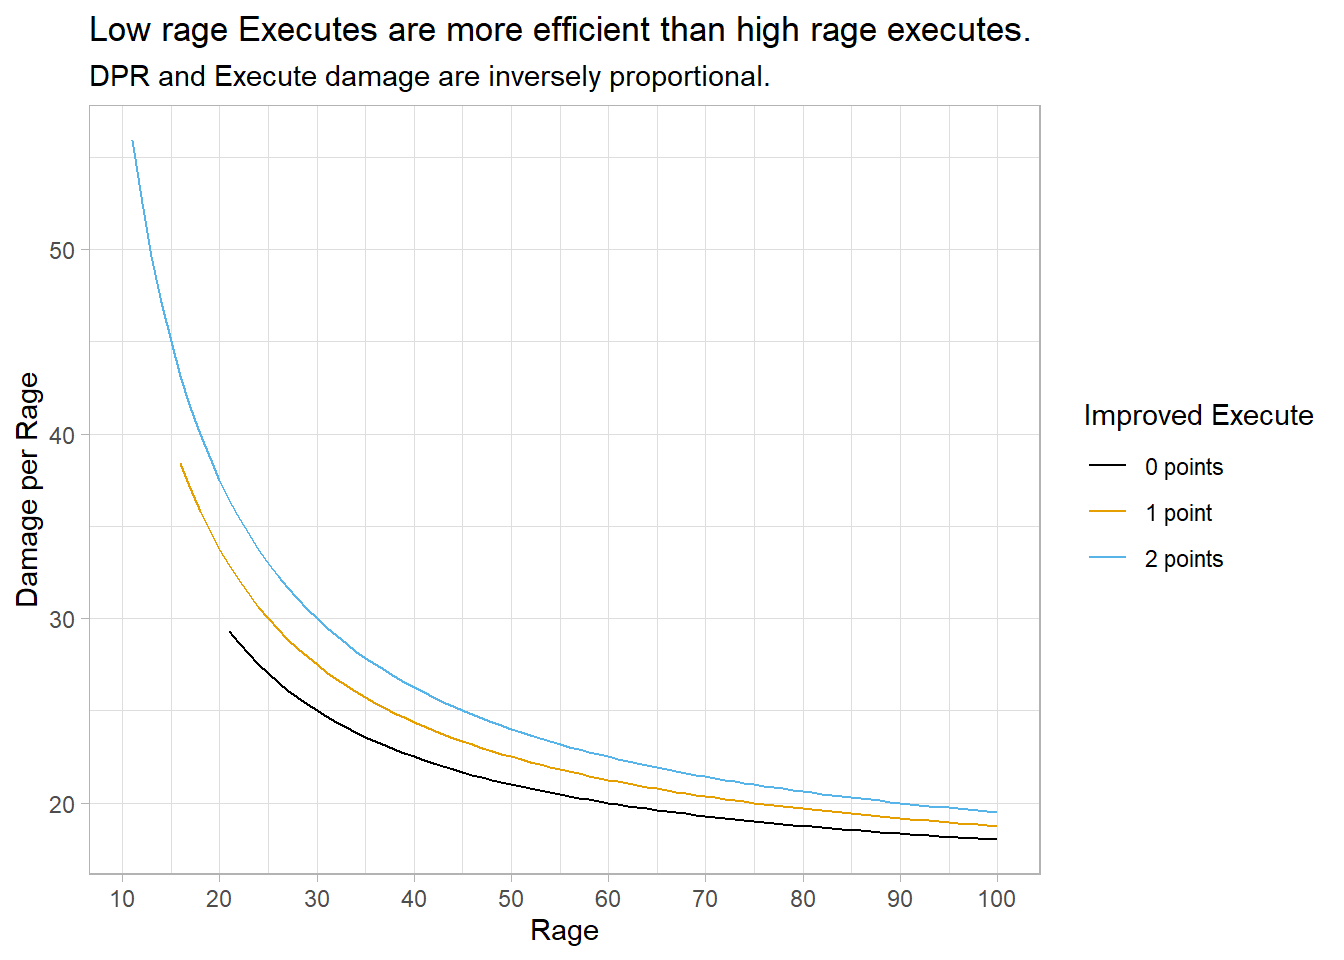 Low rage Executes are more efficient than high rage executes.
DPR and Execute damage are inversely proportional.
Damage per Rage
50
40
30
20
10 20 30 40 50 60 70 80 90 100
Rage
Improved Execute
0 points
1 point
2 points